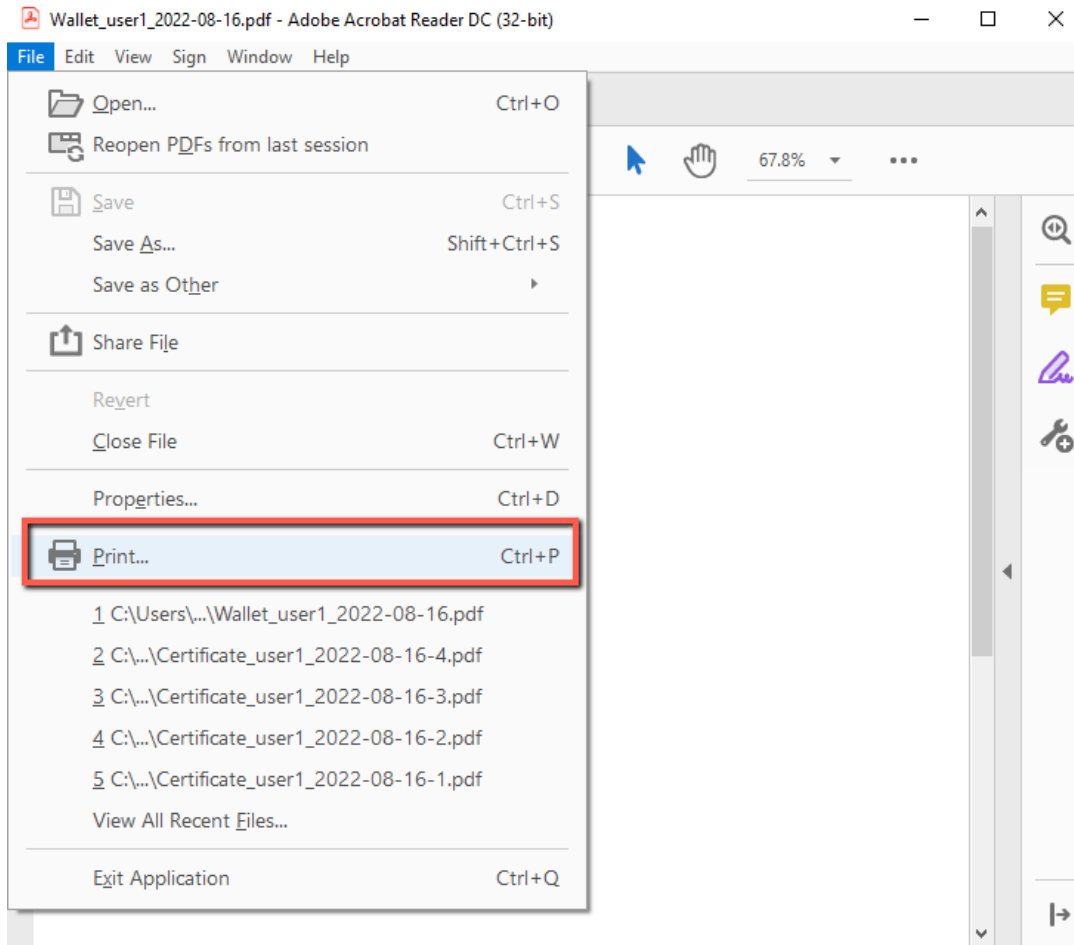 Wallet_user1_2022-08-16.pdf - Adobe Acrobat Reader DC (32-bit)
File Edit View Sign Window Help
Open... Ctrl+O
Reopen PDFs from last session
67.8%
Save Ctrl+S
Save As... Shift+Ctrl+S
Save as Other
Share File
Revert
Close File Ctrl+W
Properties... Ctrl+D
Print... Ctrl+P
1 C:\Users\...\Wallet_user1_2022-08-16.pdf
2 C:\...\Certificate_user1_2022-08-16-4.pdf
3 C:\...\Certificate_user1_2022-08-16-3.pdf
4 C:\...\Certificate_user1_2022-08-16-2.pdf
5 C:\...\Certificate_user1_2022-08-16-1.pdf
View All Recent Files...
Exit Application Ctrl+Q